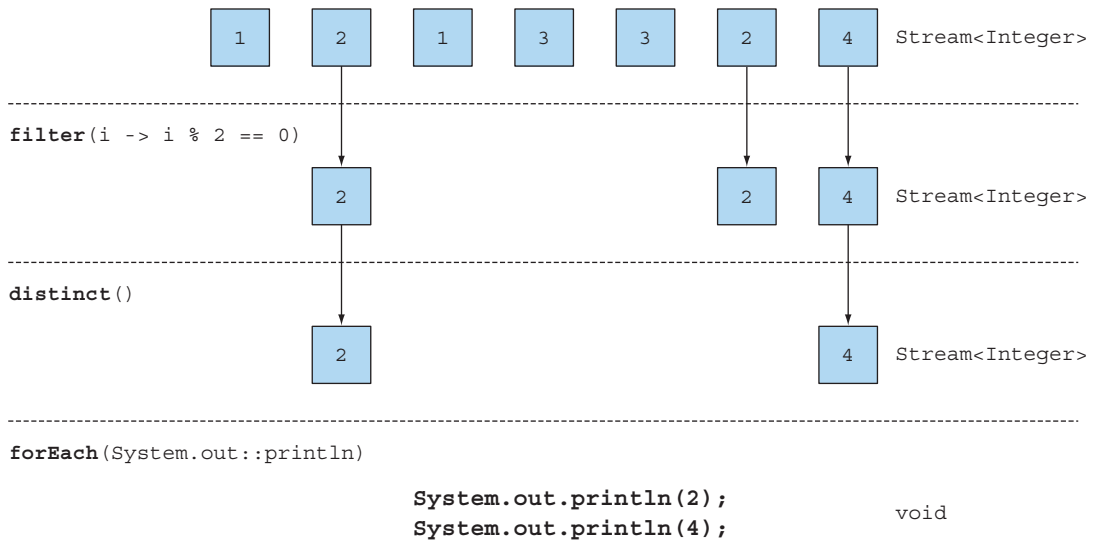 1 2 1 3 3 2 4 Stream<Integer>
filter(i -> i % 2 == 0)
2 2 4 Stream<Integer>
distinct()
2 4 Stream<Integer>
forEach(System.out::println)
System.out.println(2);
System.out.println(4);
void